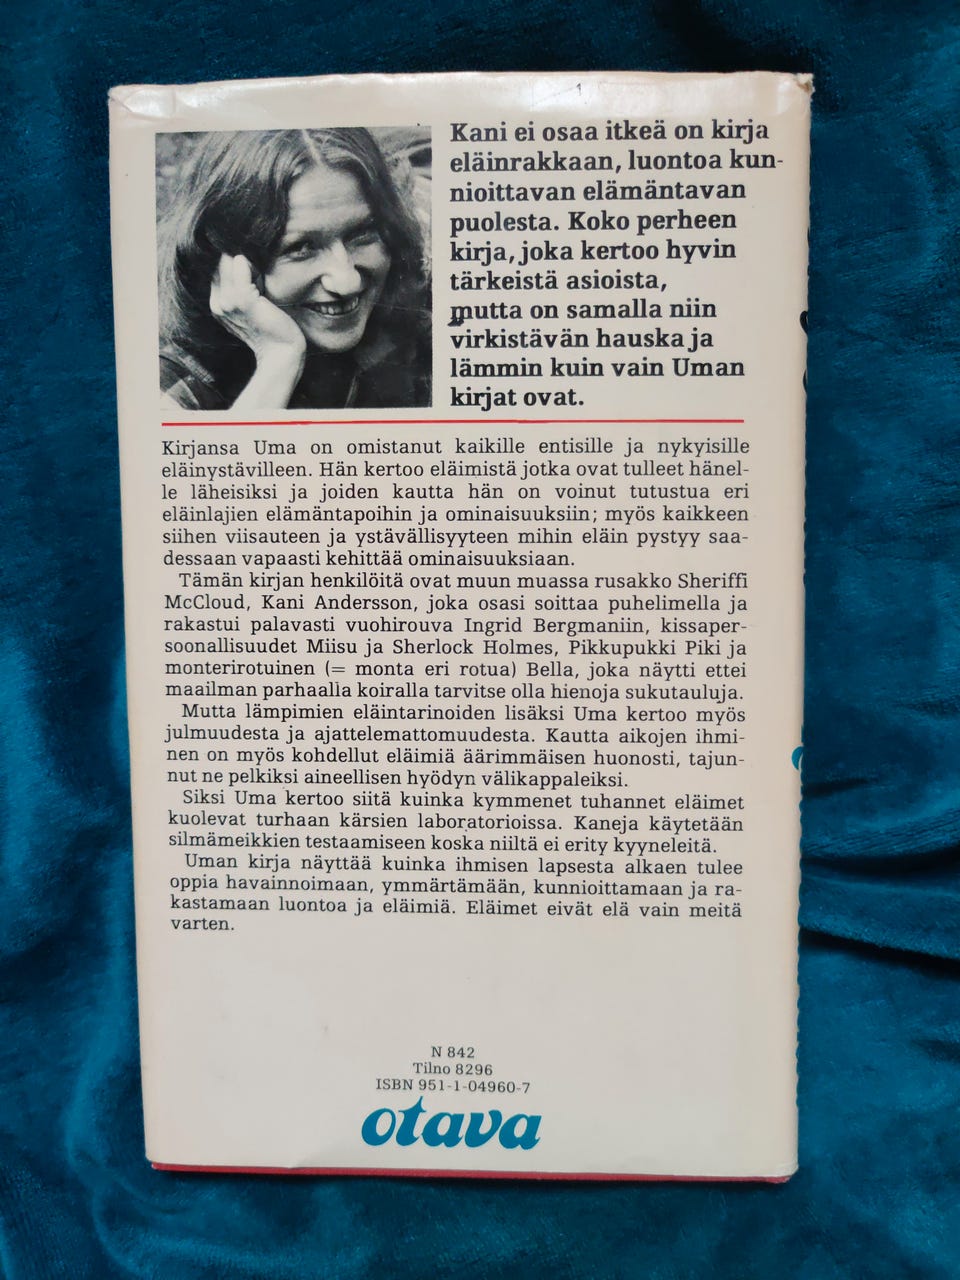 Kani ei osaa itkeä on kirja
eläinrakkaan, luontoa kun-
nioittavan elämäntavan
puolesta. Koko perheen
kirja, joka kertoo hyvin
tärkeistä asioista,
mutta on samalla niin
virkistävän hauska ja
lämmin kuin vain Uman
kirjat ovat.
Kirjansa Uma on omistanut kaikille entisille ja nykyisille
eläinystävilleen. Hän kertoo eläimistä jotka ovat tulleet hänel-
le läheisiksi ja joiden kautta hän on voinut tutustua eri
eläinlajien elämäntapoihin ja ominaisuuksiin; myös kaikkeen
siihen viisauteen ja ystävällisyyteen mihin eläin pystyy saa-
dessaan vapaasti kehittää ominaisuuksiaan.
Tämän kirjan henkilöitä ovat muun muassa rusakko Sheriffi
McCloud, Kani Andersson, joka osasi soittaa puhelimella ja
rakastui palavasti vuohirouva Ingrid Bergmaniin, kissaper-
soonallisuudet Miisu ja Sherlock Holmes, Pikkupukki Piki ja
monterirotuinen (= monta eri rotua) Bella, joka näytti ettei
maailman parhaalla koiralla tarvitse olla hienoja sukutauluja.
Mutta lämpimien eläintarinoiden lisäksi Uma kertoo myös
julmuudesta ja ajattelemattomuudesta. Kautta aikojen ihmi-
nen on myös kohdellut eläimiä äärimmäisen huonosti, tajun-
nut ne pelkiksi aineellisen hyödyn välikappaleiksi.
Siksi Uma kertoo siitä kuinka kymmenet tuhannet eläimet
kuolevat turhaan kärsien laboratorioissa. Kaneja käytetään
silmämeikkien testaamiseen koska niiltä ei erity kyyneleitä.
Uman kirja näyttää kuinka ihmisen lapsesta alkaen tulee
oppia havainnoimaan, ymmärtämään, kunnioittamaan ja ra-
kastamaan luontoa ja eläimiä. Eläimet eivät elä vain meitä
varten.
N 842
Tilno 8296
ISBN 951-1-04960-7
otava